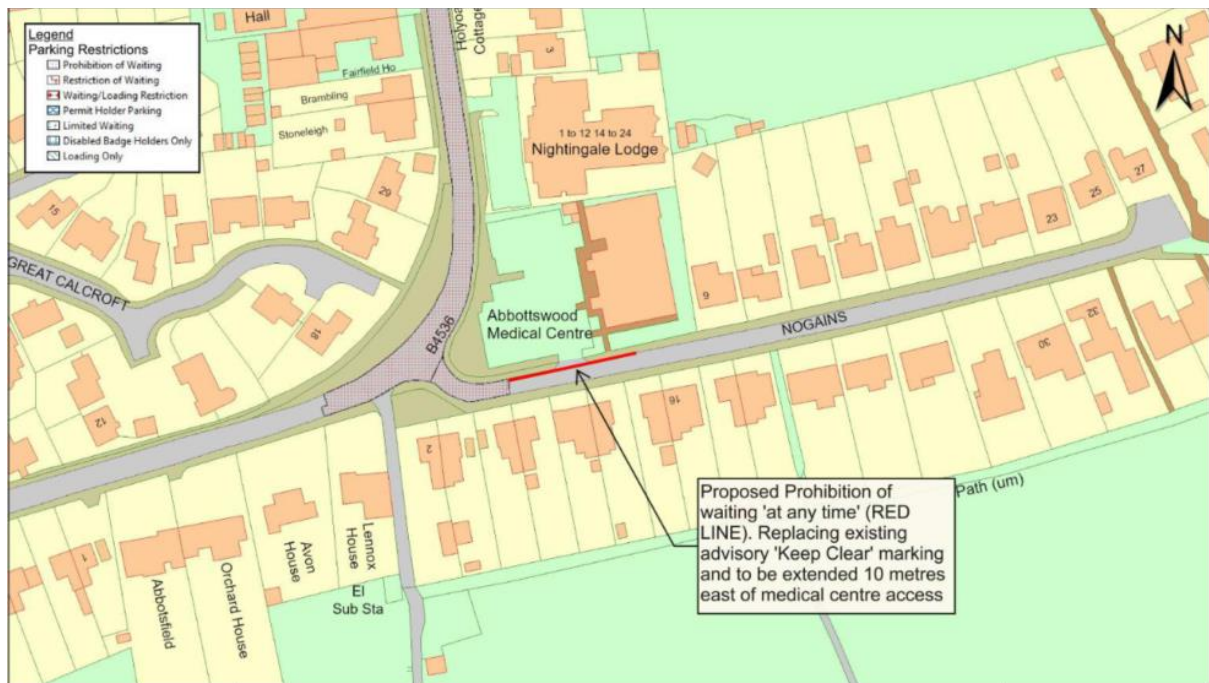 Legend
Parking Restrictions
Prohibition of Waiting
Restriction of Waiting
Waiting/Loading Restriction
Permit Holder Parking
Limited Waiting
Disabled Badge Holders Only
Loading Only
Hall
Cottage
3
N
Fairfield Ho
Brambling
Stoneleigh
1 to 12 14 to 24
Nightingale Lodge
15
29
27
25
23
9
GREAT CALCROFT
18
B4536
Abbottswood
Medical Centre
NOGAINS
32
30
12
16
2
Path (um)
Proposed Prohibition of
waiting 'at any time' (RED
LINE). Replacing existing
advisory 'Keep Clear' marking
and to be extended 10 metres
east of medical centre access
1
Abbotsfield
Orchard House
Avon
House
Lennox
House
El
Sub Sta